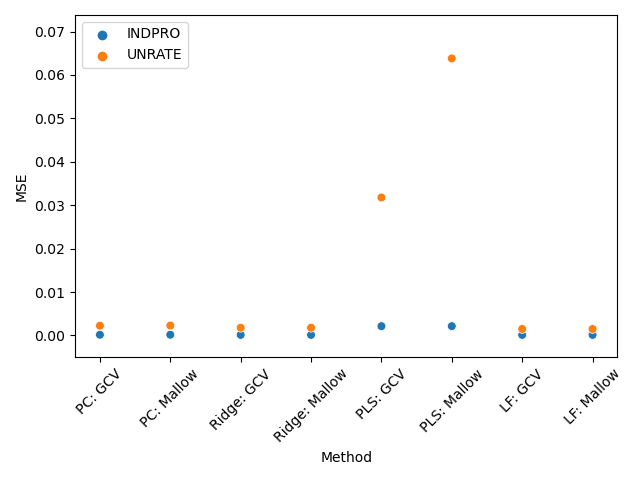 INDPRO
UNRATE
0.07
0.06
0.05
0.04
0.03
0.02
0.01
0.00
MSE
PC: GCV
PC: Mallow
Ridge: GCV
Ridge: Mallow
PLS: GCV
PLS: Mallow
LF: GCV
LF: Mallow
Method